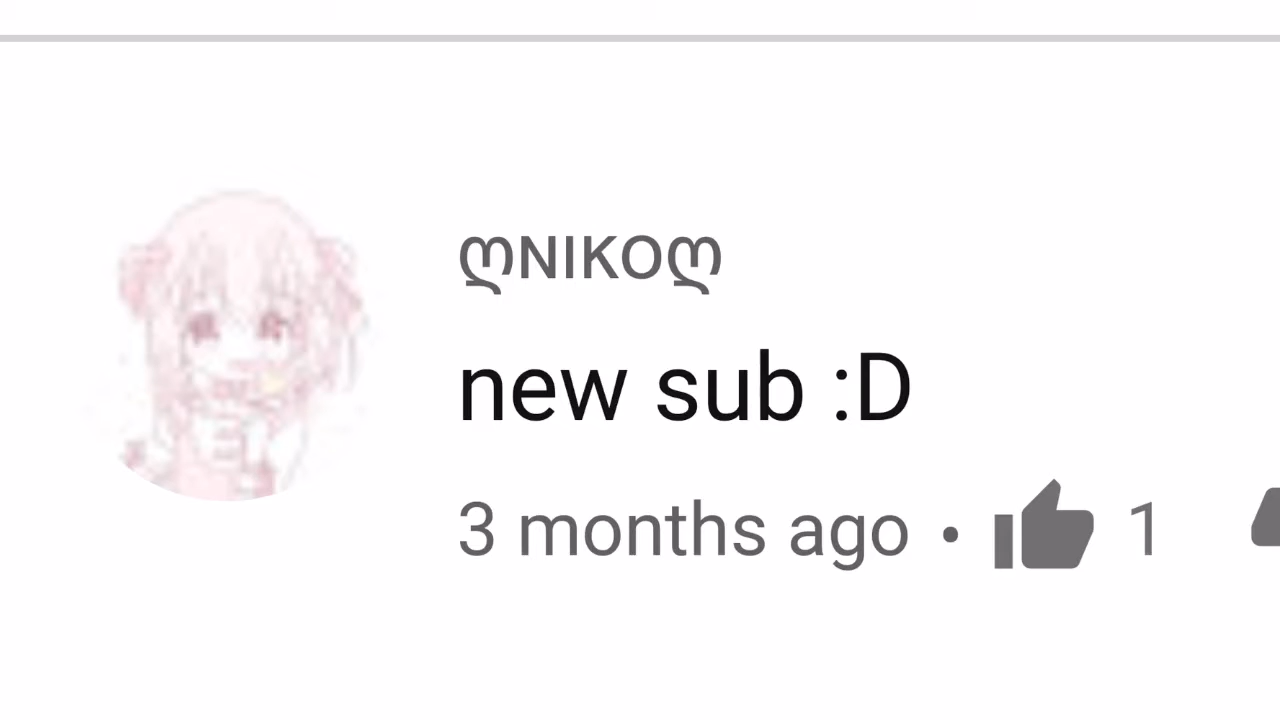 ღNIKOღ
new sub :D
3 months ago • 1